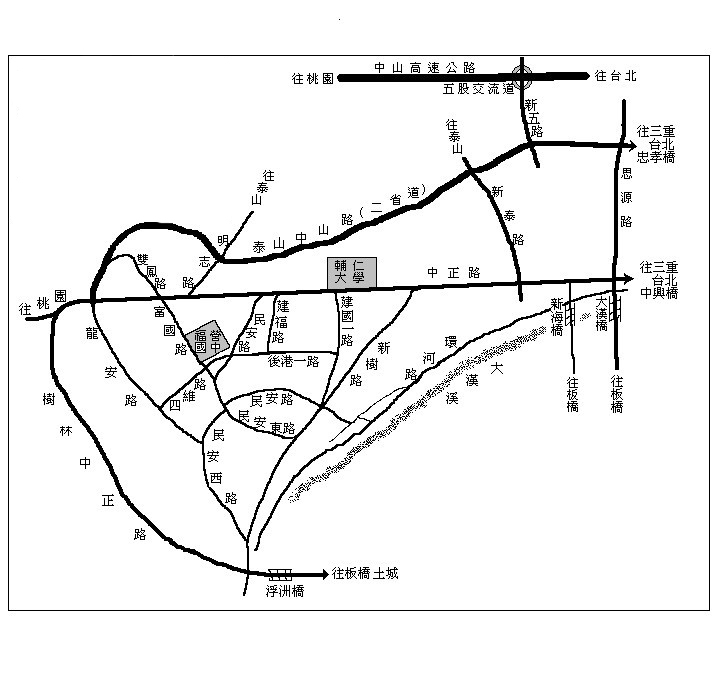 中山高速公路
往桃園
往台北
五股交流道
新五路
往泰山
往三重
台北
忠孝橋
思源路
往泰山
新泰路
泰山中山路(二省道)
明志路
雙鳳路
輔仁
大學
中正路
往三重
台北
中興橋
往桃園
龍安路
富國路
福營
國中
民安路
建福路
建國一路
新樹路
後港一路
四維路
環河路
大漢溪
新海橋
大漢橋
往板橋
往板橋
民安路
民安東路
民安西路
樹林中正路
往板橋土城
浮洲橋